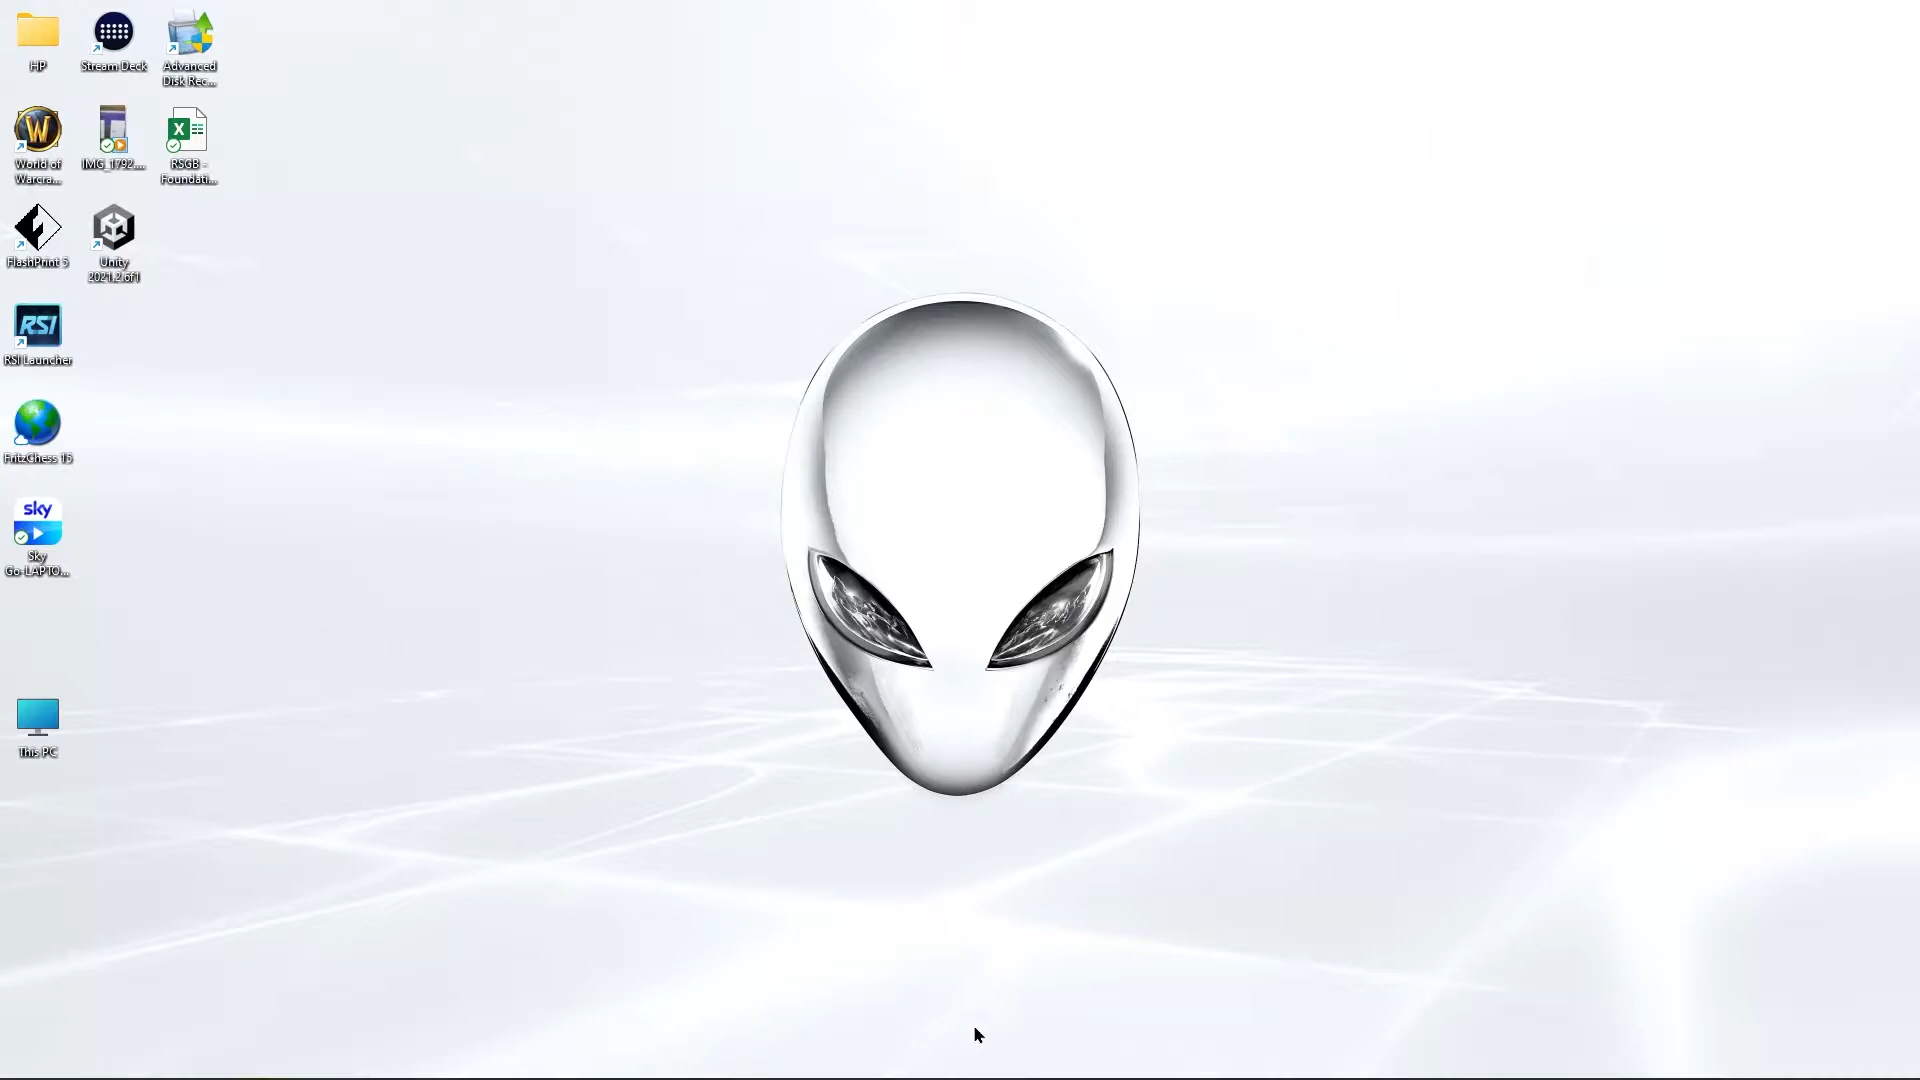 HP
Stream Deck
Advanced
Disk Rec...
W
World of
Warcra...
IMG_1792....
X
RSGB -
Foundati...
FlashPrint 5
Unity
2021.2.6f1
RSI
RSI Launcher
FritzChess 15
sky
Sky
Go-LAPTO...
This PC